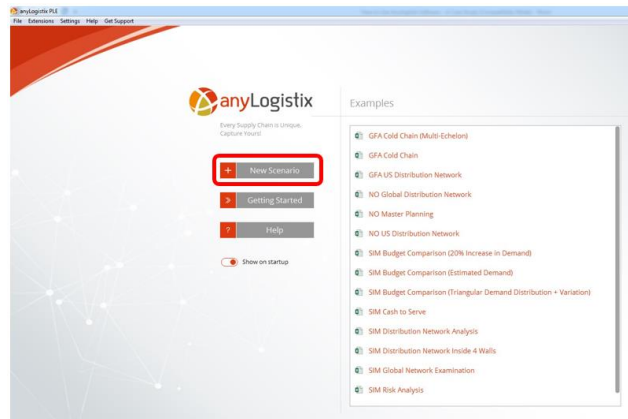 anyLogistix PLE
File Extensions Settings Help Get Support
anyLogistix
Every Supply Chain is Unique,
Capture Yours!
+ New Scenario
» Getting Started
? Help
Show on startup
Examples
GFA Cold Chain (Multi-Echelon)
GFA Cold Chain
GFA US Distribution Network
NO Global Distribution Network
NO Master Planning
NO US Distribution Network
SIM Budget Comparison (20% Increase in Demand)
SIM Budget Comparison (Estimated Demand)
SIM Budget Comparison (Triangular Demand Distribution + Variation)
SIM Cash to Serve
SIM Distribution Network Analysis
SIM Distribution Network Inside 4 Walls
SIM Global Network Examination
SIM Risk Analysis